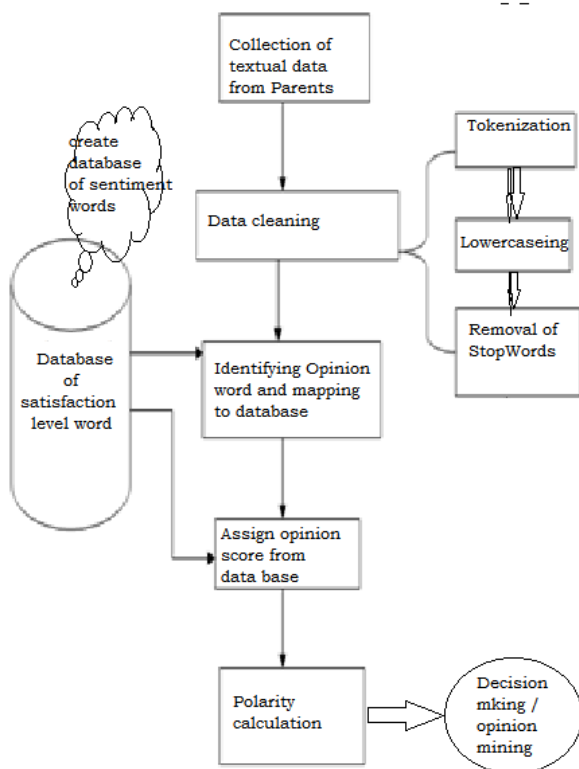 Collection of
textual data
from Parents
Tokenization
create
database
of sentiment
words
Data cleaning
Lowercaseing
Removal of
StopWords
Database
of
satisfaction
level word
Identifying Opinion
word and mapping
to database
Assign opinion
score from
data base
Polarity
calculation
Decision
mking /
opinion
mining